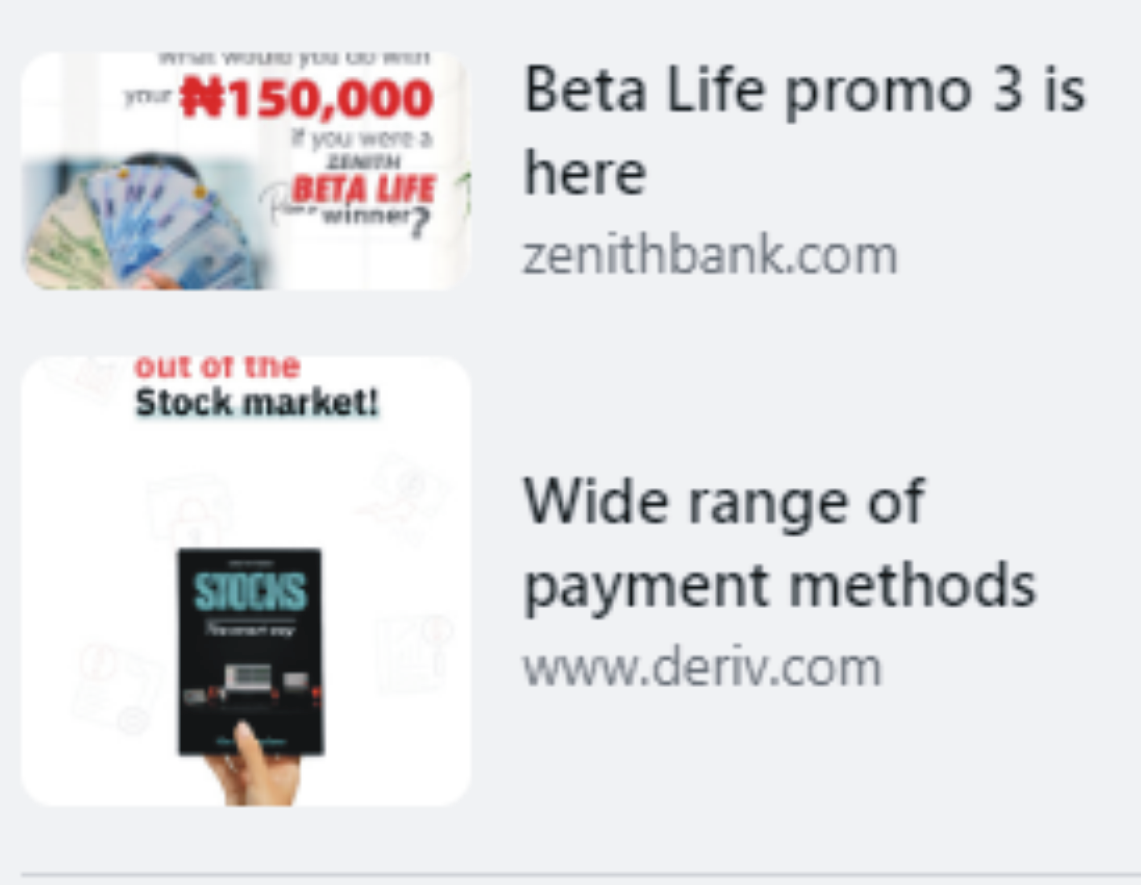 What would you do with
your ₦150,000
if you were a
ZENITH
BETA LIFE
winner?
Beta Life promo 3 is
here
zenithbank.com
out of the
Stock market!
STOCKS
The smart way
Wide range of
payment methods
www.deriv.com